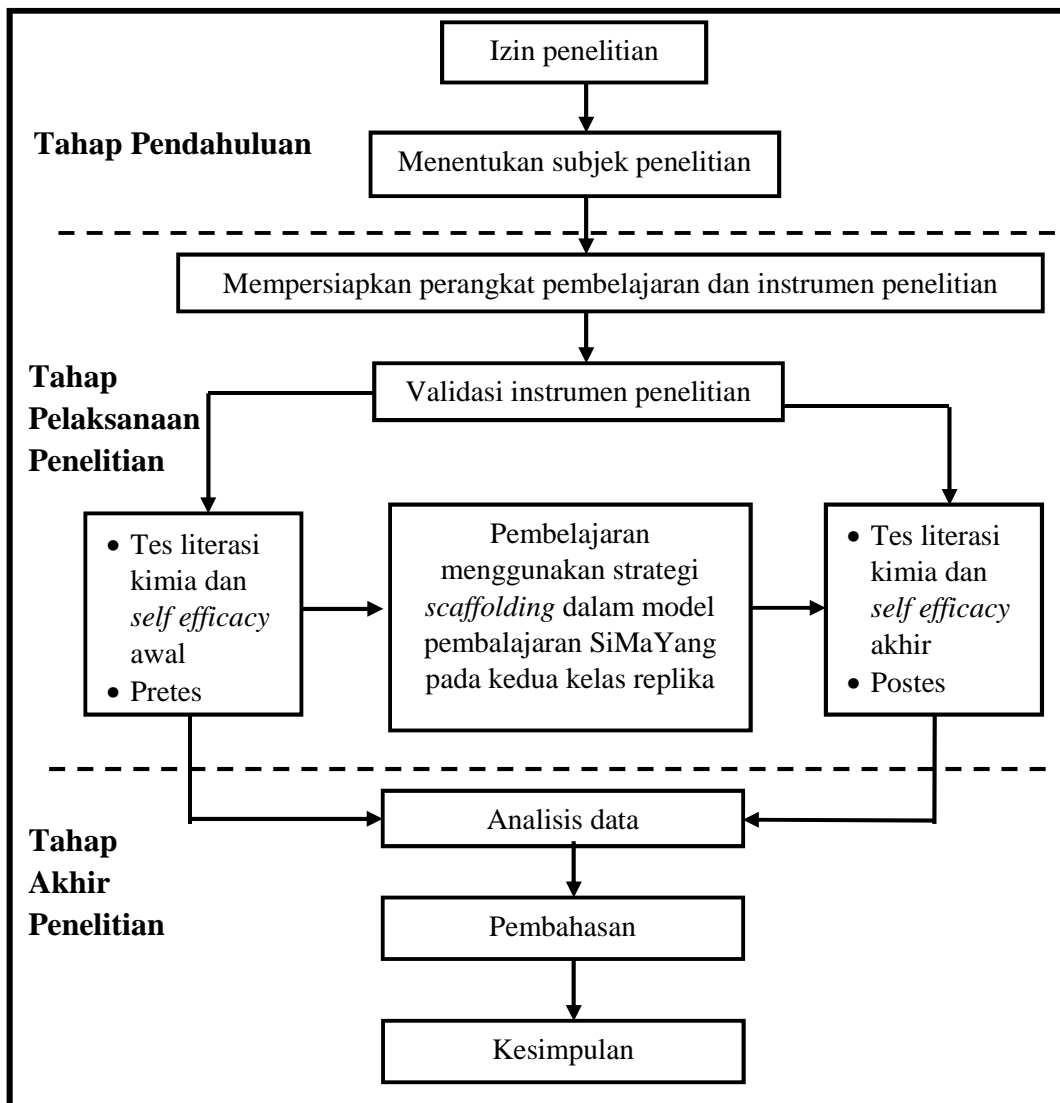 Izin penelitian
Tahap Pendahuluan
Menentukan subjek penelitian
Mempersiapkan perangkat pembelajaran dan instrumen penelitian
Tahap
Pelaksanaan
Penelitian
Validasi instrumen penelitian
• Tes literasi
kimia dan
self efficacy
awal
• Pretes
Pembelajaran
menggunakan strategi
scaffolding dalam model
pembalajaran SiMaYang
pada kedua kelas replika
• Tes literasi
kimia dan
self efficacy
akhir
• Postes
Tahap
Akhir
Penelitian
Analisis data
Pembahasan
Kesimpulan